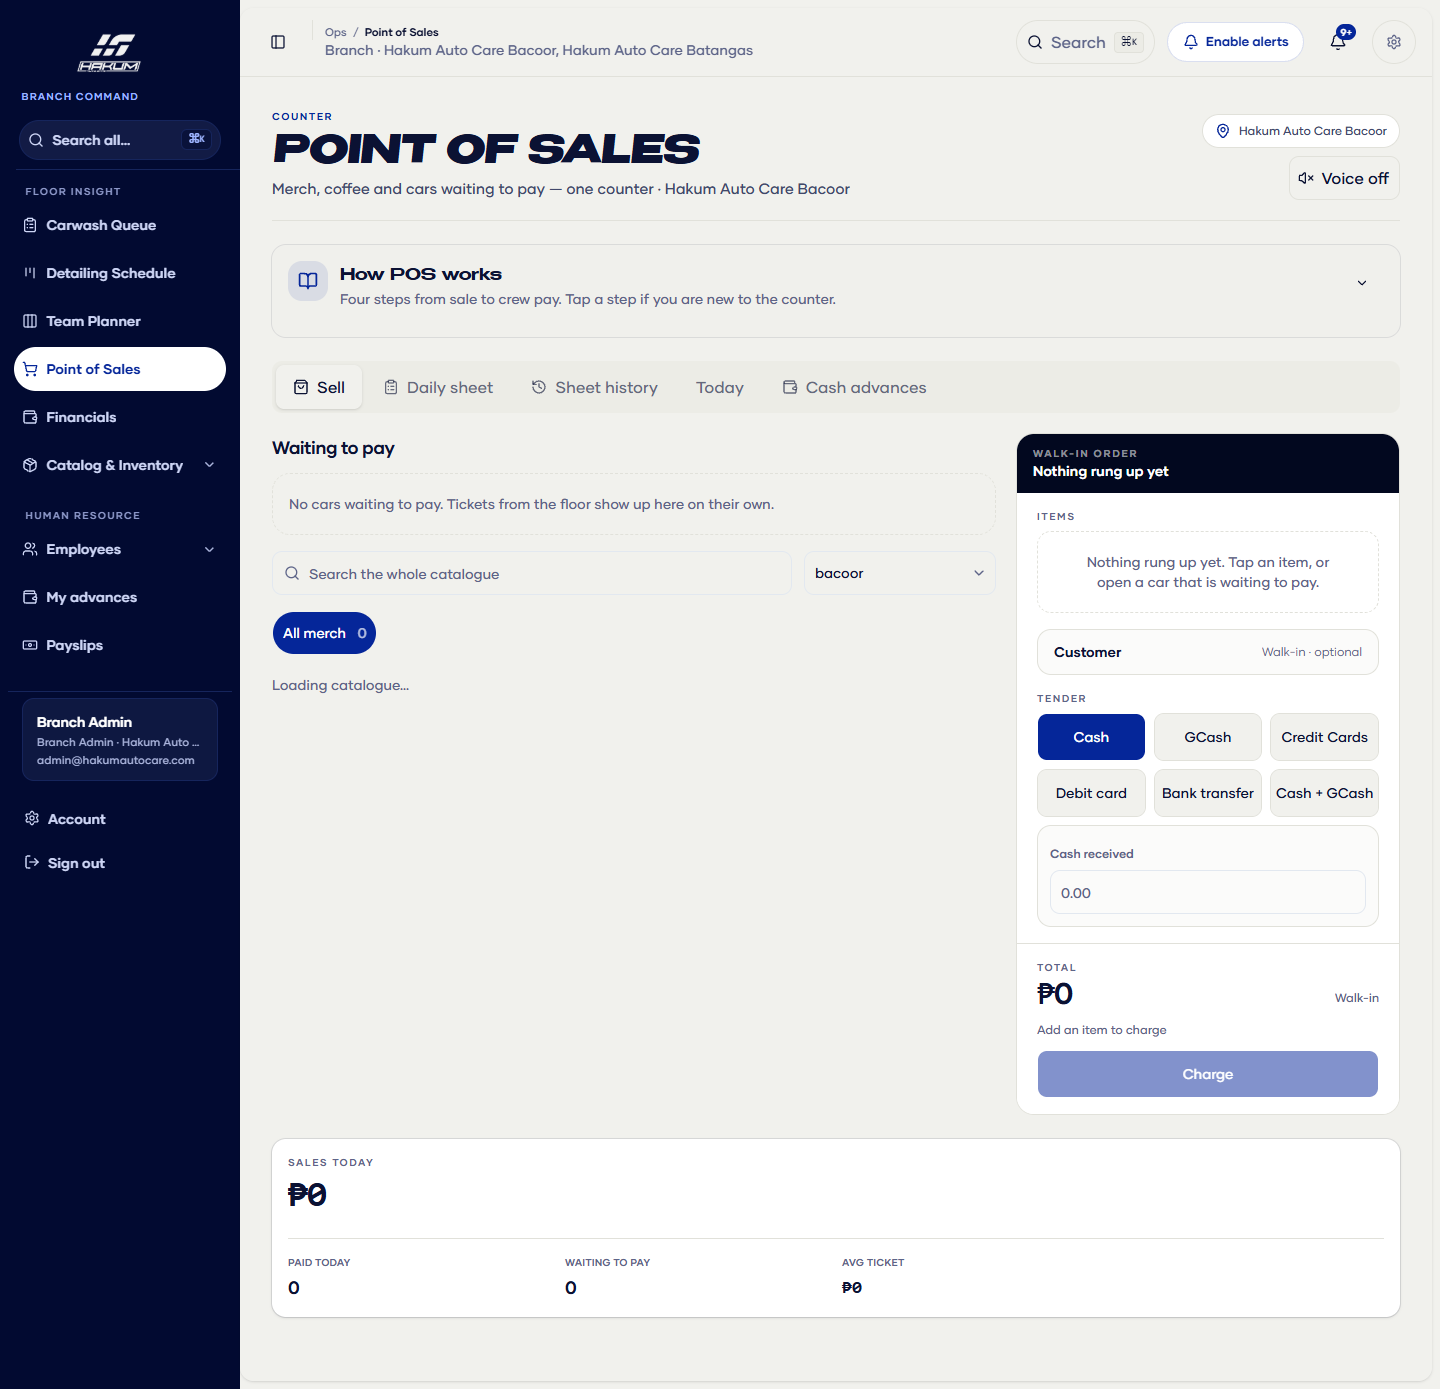 HAKUM
BRANCH COMMAND
Search all...
⌘K
FLOOR INSIGHT
Carwash Queue
Detailing Schedule
Team Planner
Point of Sales
Financials
Catalog & Inventory
HUMAN RESOURCE
Employees
My advances
Payslips
Branch Admin
Branch Admin · Hakum Auto ...
admin@hakumautocare.com
Account
Sign out
Ops / Point of Sales
Branch · Hakum Auto Care Bacoor, Hakum Auto Care Batangas
Search ⌘K
Enable alerts
9+
COUNTER
POINT OF SALES
Merch, coffee and cars waiting to pay — one counter · Hakum Auto Care Bacoor
Hakum Auto Care Bacoor
Voice off
How POS works
Four steps from sale to crew pay. Tap a step if you are new to the counter.
Sell
Daily sheet
Sheet history
Today
Cash advances
Waiting to pay
No cars waiting to pay. Tickets from the floor show up here on their own.
Search the whole catalogue
bacoor
All merch 0
Loading catalogue...
WALK-IN ORDER
Nothing rung up yet
ITEMS
Nothing rung up yet. Tap an item, or
open a car that is waiting to pay.
Customer
Walk-in · optional
TENDER
Cash
GCash
Credit Cards
Debit card
Bank transfer
Cash + GCash
Cash received
0.00
TOTAL
₱0
Walk-in
Add an item to charge
Charge
SALES TODAY
₱0
PAID TODAY
0
WAITING TO PAY
0
AVG TICKET
₱0